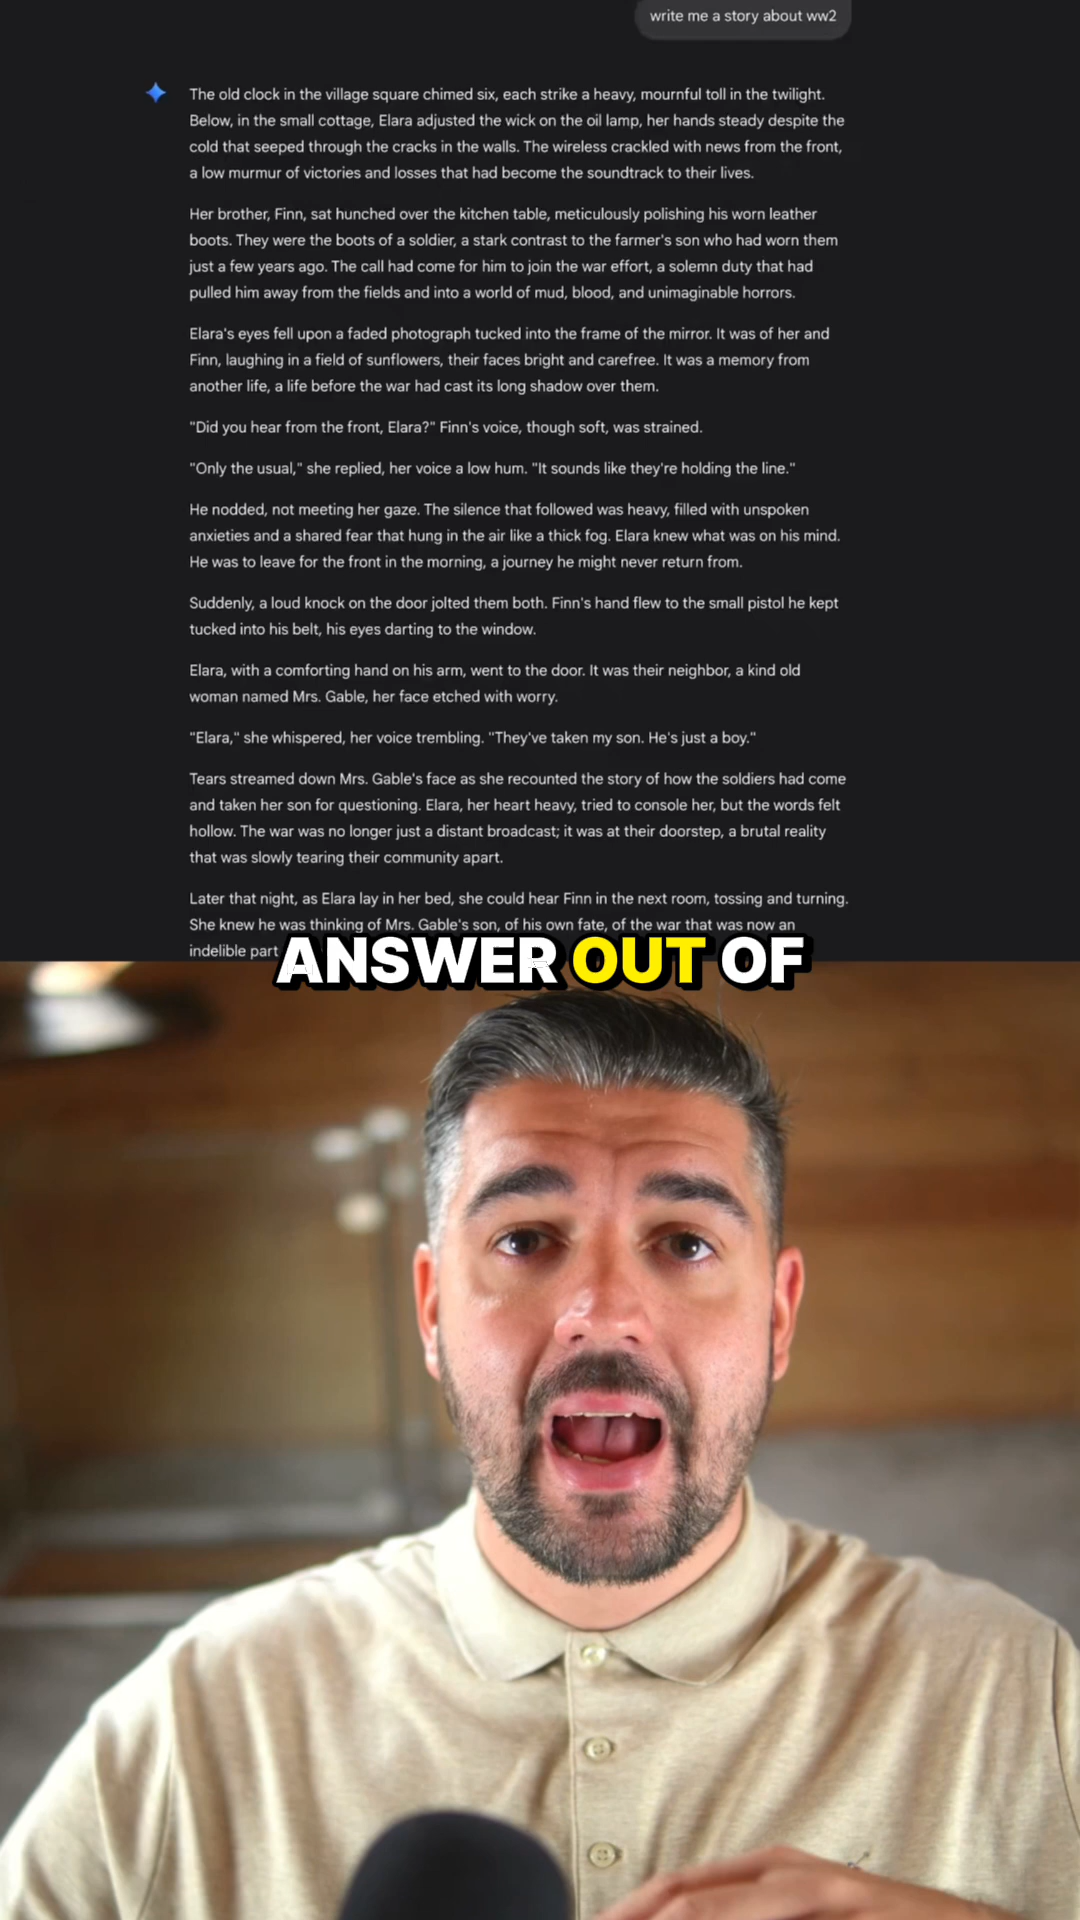 write me a story about ww2
The old clock in the village square chimed six, each strike a heavy, mournful toll in the twilight.
Below, in the small cottage, Elara adjusted the wick on the oil lamp, her hands steady despite the
cold that seeped through the cracks in the walls. The wireless crackled with news from the front,
a low murmur of victories and losses that had become the soundtrack to their lives.
Her brother, Finn, sat hunched over the kitchen table, meticulously polishing his worn leather
boots. They were the boots of a soldier, a stark contrast to the farmer's son who had worn them
just a few years ago. The call had come for him to join the war effort, a solemn duty that had
pulled him away from the fields and into a world of mud, blood, and unimaginable horrors.
Elara's eyes fell upon a faded photograph tucked into the frame of the mirror. It was of her and
Finn, laughing in a field of sunflowers, their faces bright and carefree. It was a memory from
another life, a life before the war had cast its long shadow over them.
"Did you hear from the front, Elara?" Finn's voice, though soft, was strained.
"Only the usual," she replied, her voice a low hum. "It sounds like they're holding the line."
He nodded, not meeting her gaze. The silence that followed was heavy, filled with unspoken
anxieties and a shared fear that hung in the air like a thick fog. Elara knew what was on his mind.
He was to leave for the front in the morning, a journey he might never return from.
Suddenly, a loud knock on the door jolted them both. Finn's hand flew to the small pistol he kept
tucked into his belt, his eyes darting to the window.
Elara, with a comforting hand on his arm, went to the door. It was their neighbor, a kind old
woman named Mrs. Gable, her face etched with worry.
"Elara," she whispered, her voice trembling. "They've taken my son. He's just a boy."
Tears streamed down Mrs. Gable's face as she recounted the story of how the soldiers had come
and taken her son for questioning. Elara, her heart heavy, tried to console her, but the words felt
hollow. The war was no longer just a distant broadcast; it was at their doorstep, a brutal reality
that was slowly tearing their community apart.
Later that night, as Elara lay in her bed, she could hear Finn in the next room, tossing and turning.
She knew he was thinking of Mrs. Gable's son, of his own fate, of the war that was now an
indelible part
ANSWER OUT OF